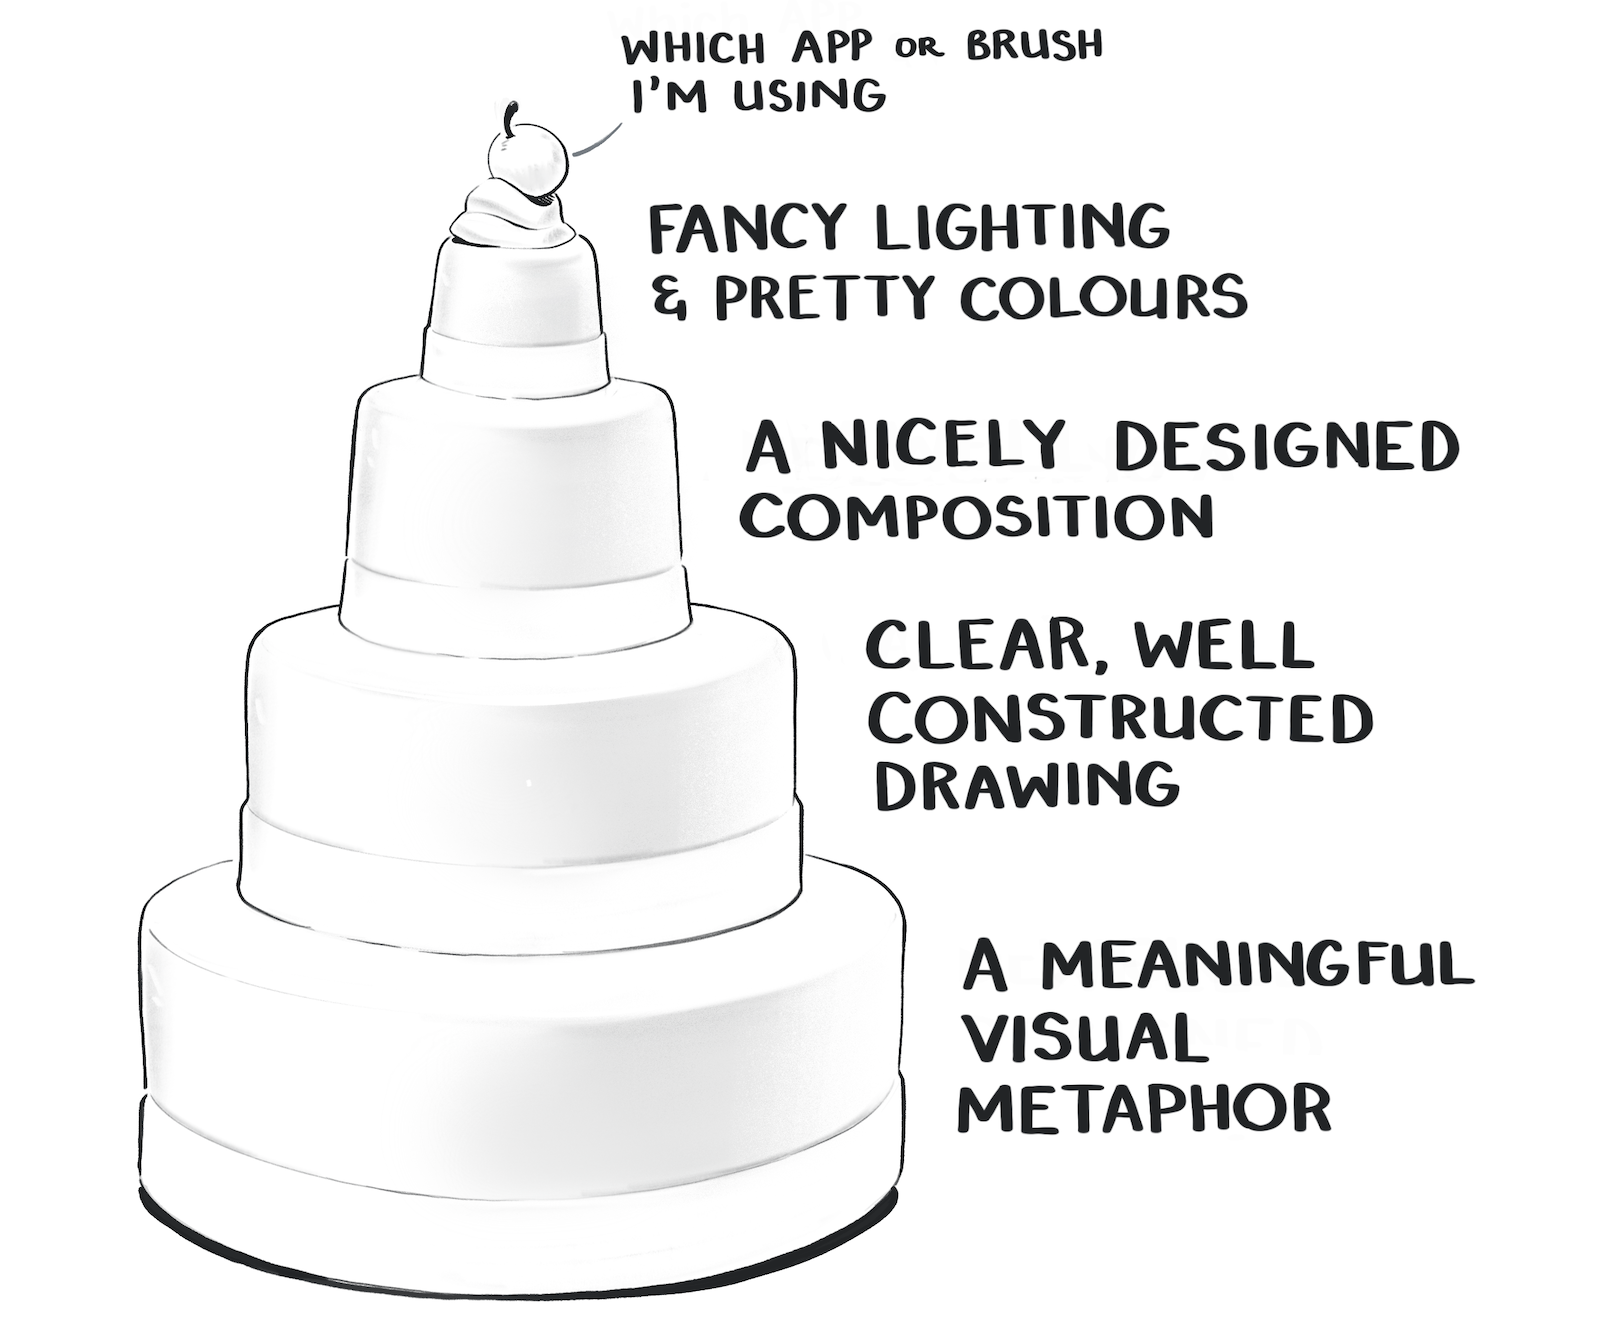 WHICH APP OR BRUSH
I'M USING
FANCY LIGHTING
& PRETTY COLOURS
A NICELY DESIGNED
COMPOSITION
CLEAR, WELL
CONSTRUCTED
DRAWING
A MEANINGFUL
VISUAL
METAPHOR